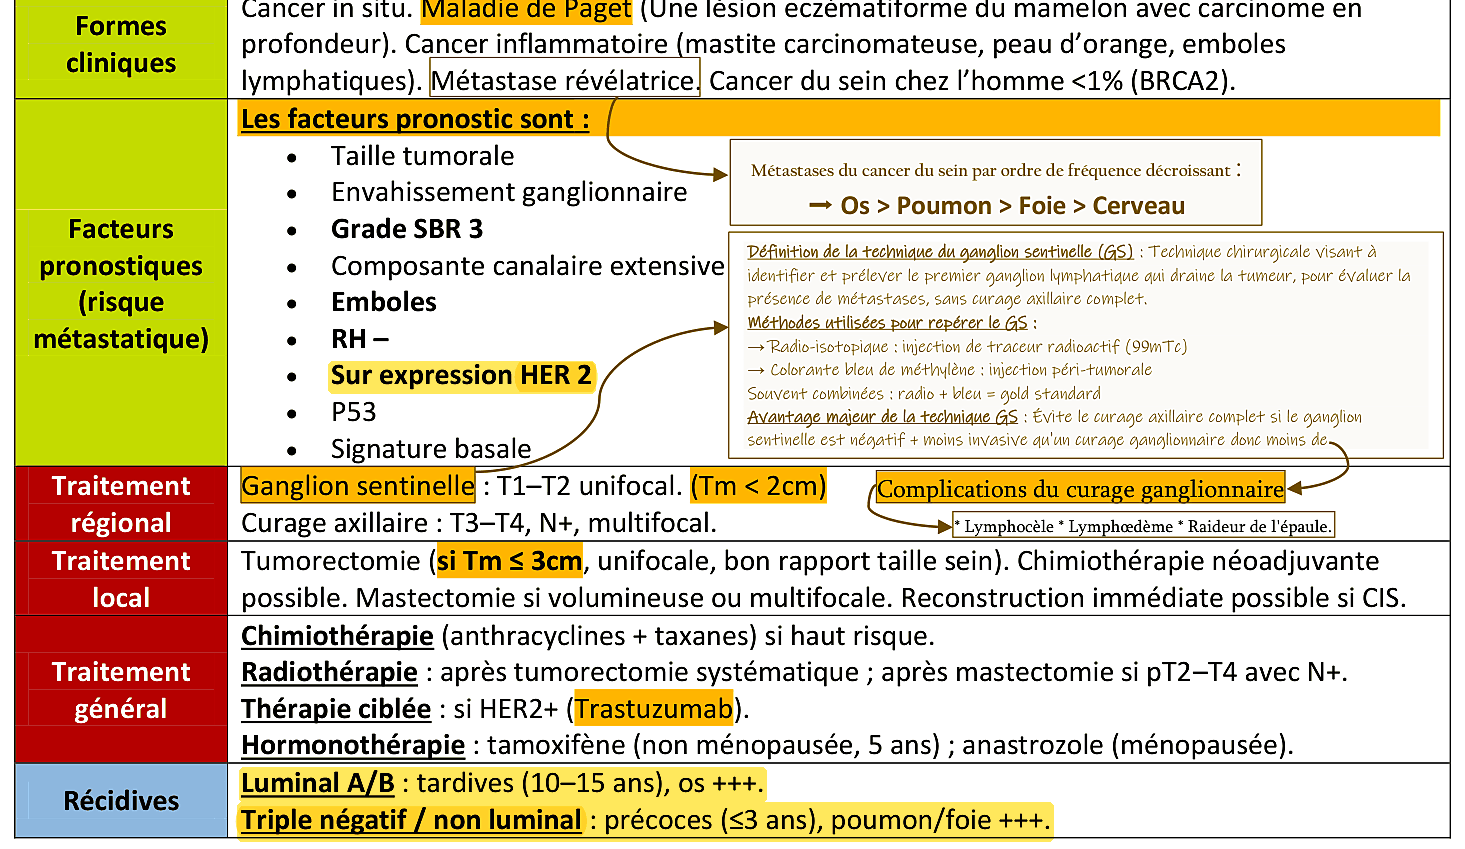 Formes
cliniques
Cancer in situ. Maladie de Paget (Une lésion eczématiforme du mamelon avec carcinome en
profondeur). Cancer inflammatoire (mastite carcinomateuse, peau d’orange, emboles
lymphatiques). Métastase révélatrice. Cancer du sein chez l’homme <1% (BRCA2).
Facteurs
pronostiques
(risque
métastatique)
Les facteurs pronostic sont :
• Taille tumorale
• Envahissement ganglionnaire
• Grade SBR 3
• Composante canalaire extensive
• Emboles
• RH –
• Sur expression HER 2
• P53
• Signature basale
Métastases du cancer du sein par ordre de fréquence décroissant :
→ Os > Poumon > Foie > Cerveau
Définition de la technique du ganglion sentinelle (GS) : Technique chirurgicale visant à
identifier et prélever le premier ganglion lymphatique qui draine la tumeur, pour évaluer la
présence de métastases, sans curage axillaire complet.
Méthodes utilisées pour repérer le GS :
→ Radio-isotopique : injection de traceur radioactif (99mTc)
→ Colorante bleu de méthylène : injection péri-tumorale
Souvent combinées : radio + bleu = gold standard
Avantage majeur de la technique GS : Évite le curage axillaire complet si le ganglion
sentinelle est négatif + moins invasive qu'un curage ganglionnaire donc moins de
Traitement
régional
Ganglion sentinelle : T1–T2 unifocal. (Tm < 2cm)
Curage axillaire : T3–T4, N+, multifocal.
Complications du curage ganglionnaire
* Lymphocèle * Lymphœdème * Raideur de l'épaule.
Traitement
local
Tumorectomie (si Tm ≤ 3cm, unifocale, bon rapport taille sein). Chimiothérapie néoadjuvante
possible. Mastectomie si volumineuse ou multifocale. Reconstruction immédiate possible si CIS.
Traitement
général
Chimiothérapie (anthracyclines + taxanes) si haut risque.
Radiothérapie : après tumorectomie systématique ; après mastectomie si pT2–T4 avec N+.
Thérapie ciblée : si HER2+ (Trastuzumab).
Hormonothérapie : tamoxifène (non ménopausée, 5 ans) ; anastrozole (ménopausée).
Récidives
Luminal A/B : tardives (10–15 ans), os +++.
Triple négatif / non luminal : précoces (≤3 ans), poumon/foie +++.